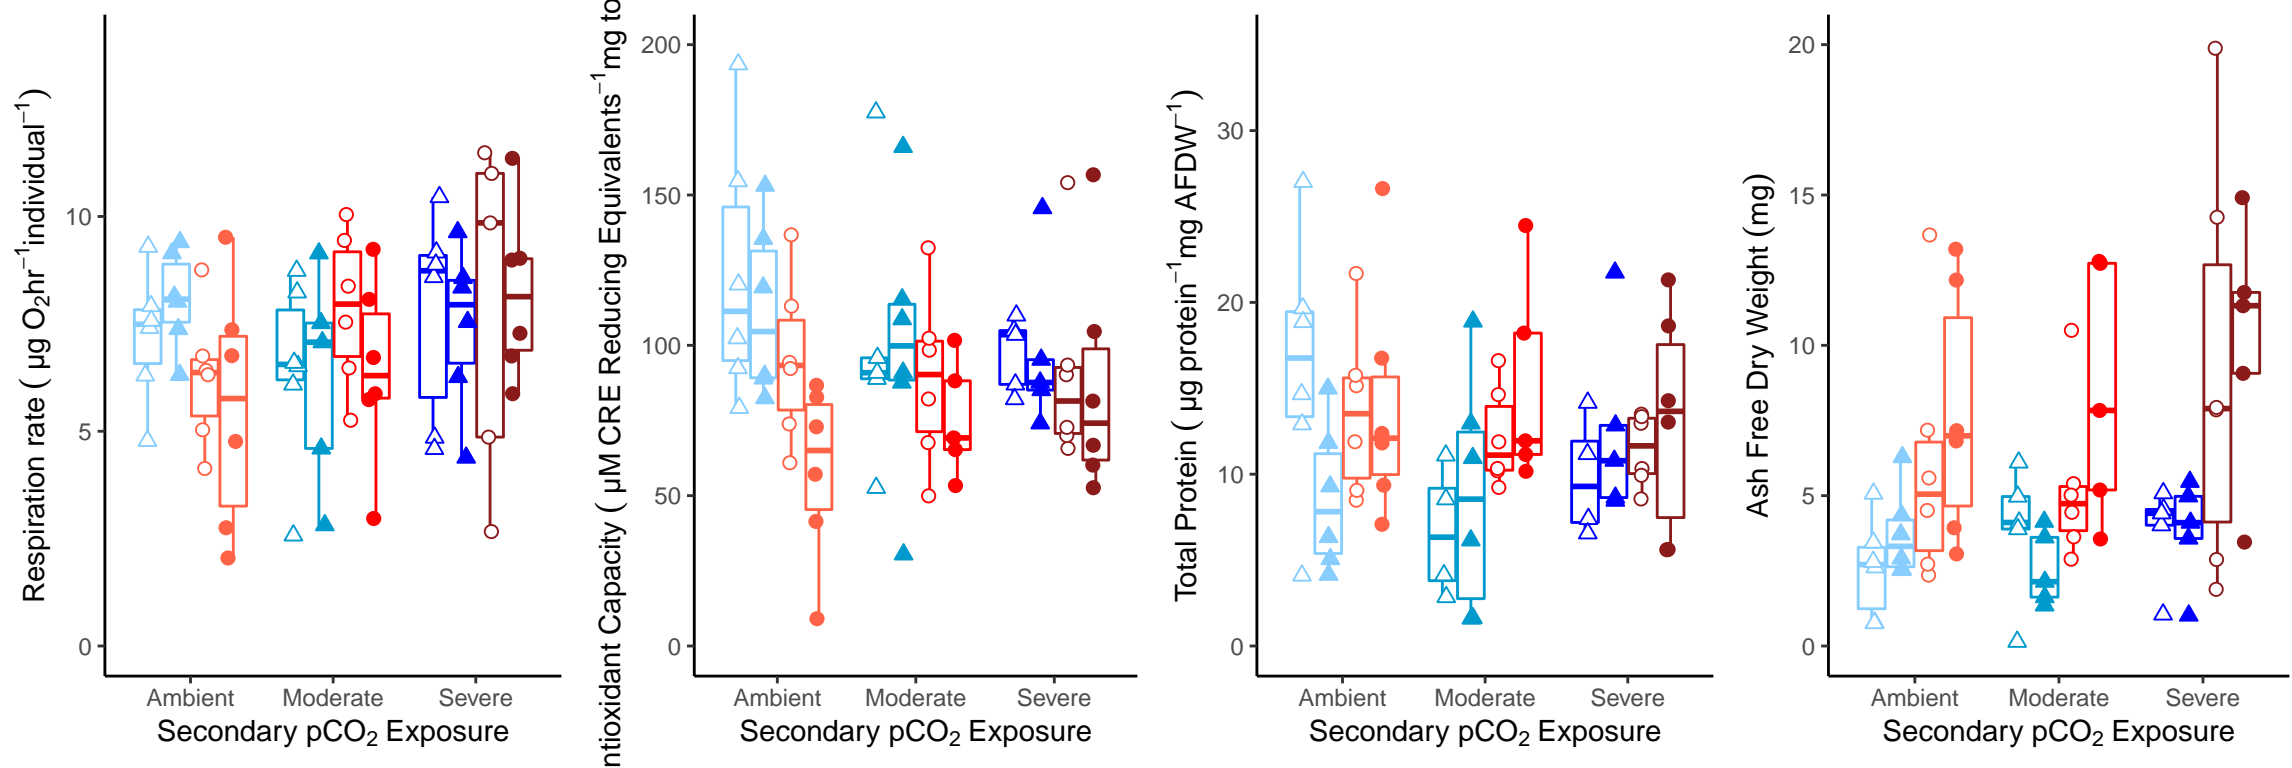 Respiration rate ( µg O₂hr⁻¹individual⁻¹)
10
5
0
Ambient Moderate Severe
Secondary pCO₂ Exposure
ntioxidant Capacity ( µM CRE Reducing Equivalents⁻¹mg to
200
150
100
50
0
Ambient Moderate Severe
Secondary pCO₂ Exposure
Total Protein ( µg protein⁻¹mg AFDW⁻¹)
30
20
10
0
Ambient Moderate Severe
Secondary pCO₂ Exposure
Ash Free Dry Weight (mg)
20
15
10
5
0
Ambient Moderate Severe
Secondary pCO₂ Exposure